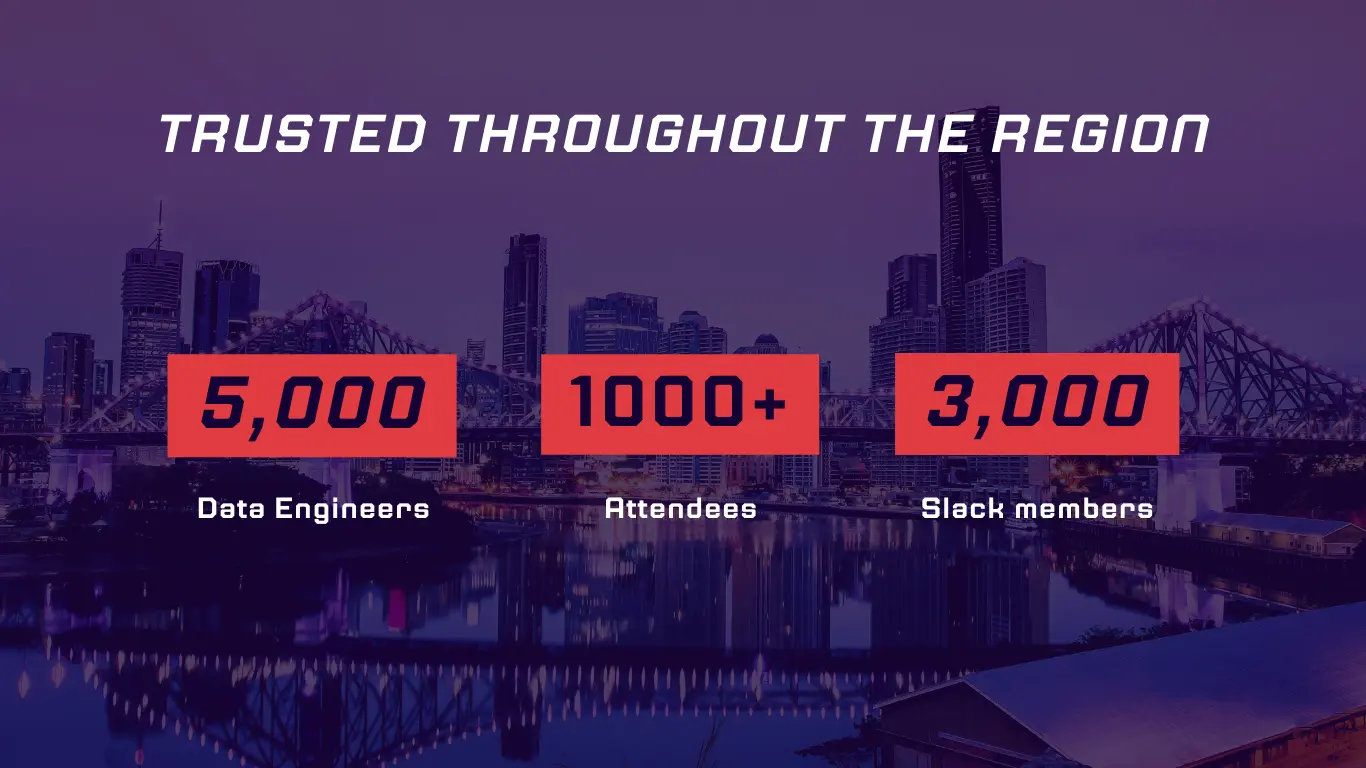 TRUSTED THROUGHOUT THE REGION
5,000
1000+
3,000
Data Engineers
Attendees
Slack members